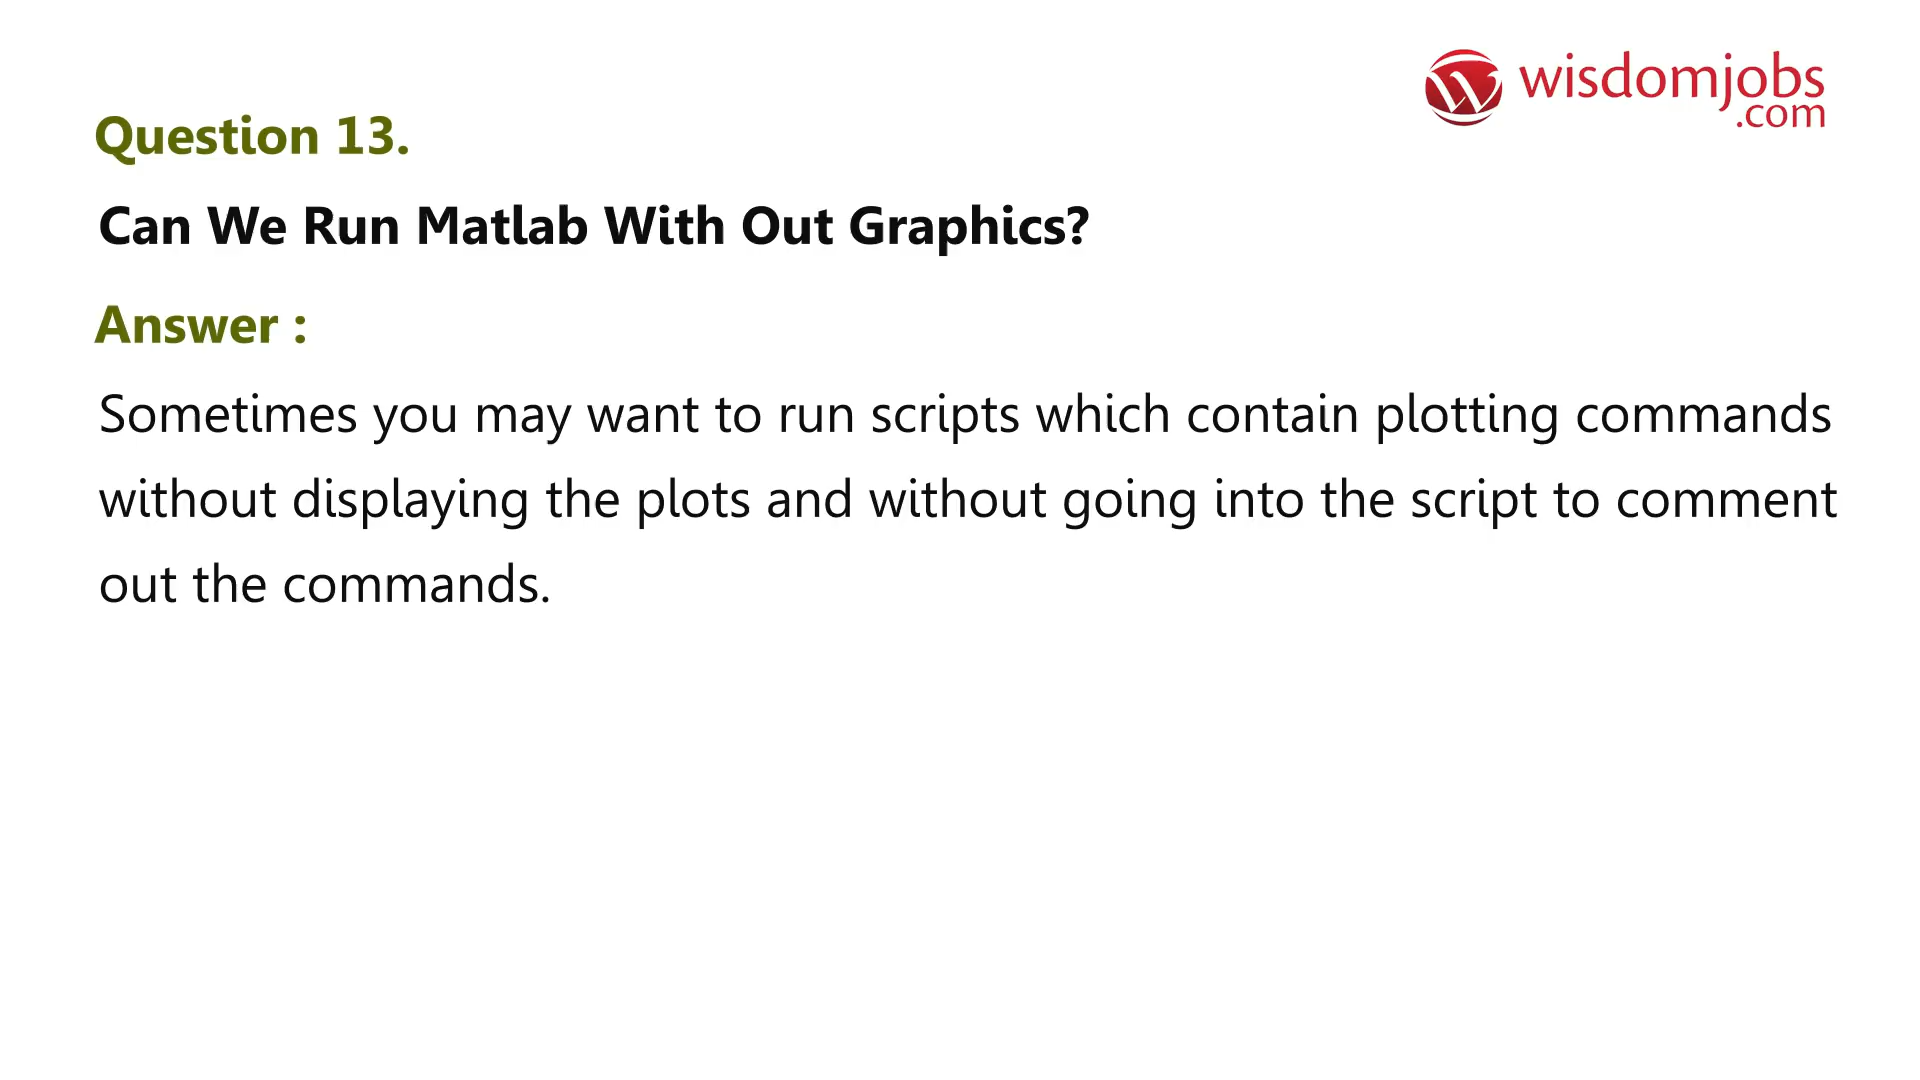 wisdomjobs
.com
Question 13.
Can We Run Matlab With Out Graphics?
Answer :
Sometimes you may want to run scripts which contain plotting commands
without displaying the plots and without going into the script to comment
out the commands.